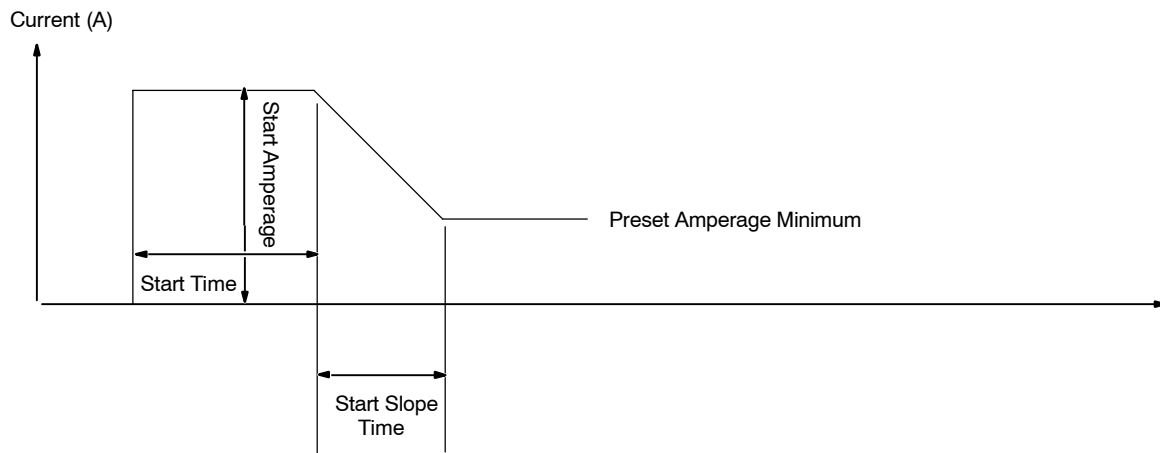 Current (A)
Start Amperage
Preset Amperage Minimum
Start Time
Start Slope
Time